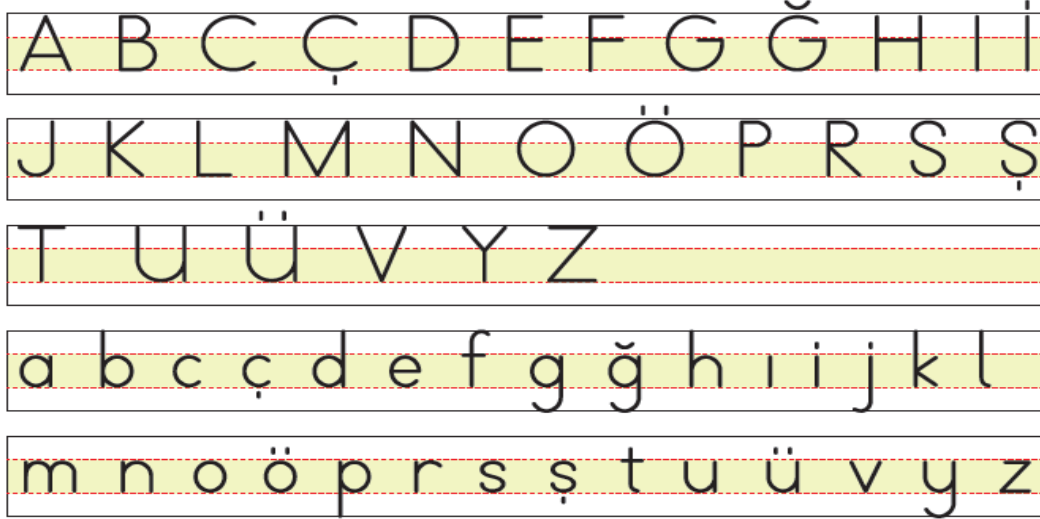 A B C Ç D E F G Ğ H I İ
J K L M N O Ö P R S Ş
T U Ü V Y Z
a b c ç d e f g ğ h ı i j k l
m n o ö p r s ş t u ü v y z